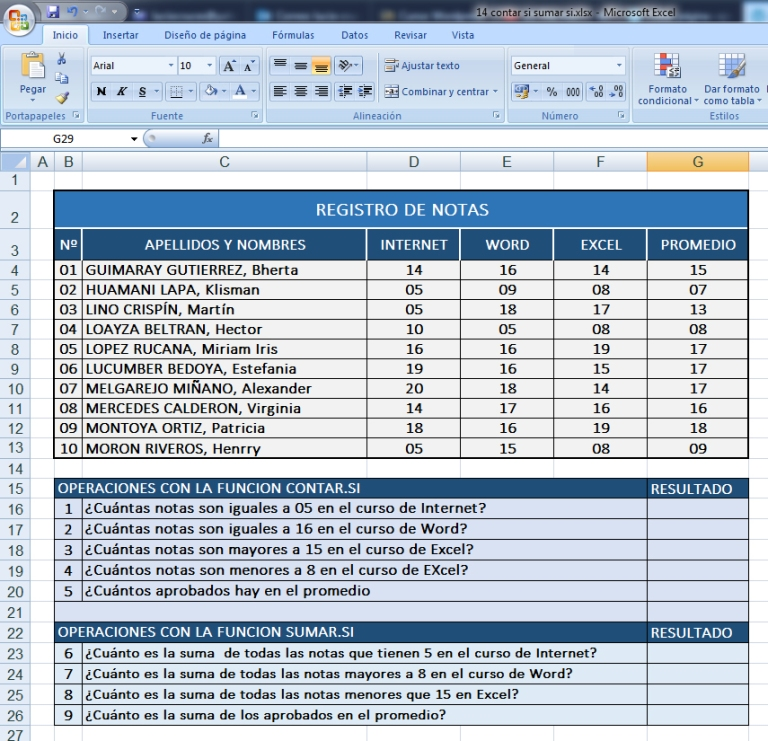 14 contar si sumar si.xlsx - Microsoft Excel
Inicio Insertar Diseño de página Fórmulas Datos Revisar Vista
Pegar
Arial 10 A A
Ajustar texto
General
Formato condicional
Dar formato como tabla
N K S A
Combinar y centrar
% 000
Portapapeles Fuente Alineación Número Estilos
G29 fx
A B C D E F G
1
2 REGISTRO DE NOTAS
3 Nº APELLIDOS Y NOMBRES INTERNET WORD EXCEL PROMEDIO
4 01 GUIMARAY GUTIERREZ, Bherta 14 16 14 15
5 02 HUAMANI LAPA, Klisman 05 09 08 07
6 03 LINO CRISPÍN, Martín 05 18 17 13
7 04 LOAYZA BELTRAN, Hector 10 05 08 08
8 05 LOPEZ RUCANA, Miriam Iris 16 16 19 17
9 06 LUCUMBER BEDOYA, Estefania 19 16 15 17
10 07 MELGAREJO MIÑANO, Alexander 20 18 14 17
11 08 MERCEDES CALDERON, Virginia 14 17 16 16
12 09 MONTOYA ORTIZ, Patricia 18 16 19 18
13 10 MORON RIVEROS, Henrry 05 15 08 09
14
15 OPERACIONES CON LA FUNCION CONTAR.SI RESULTADO
16 1 ¿Cuántas notas son iguales a 05 en el curso de Internet?
17 2 ¿Cuántas notas son iguales a 16 en el curso de Word?
18 3 ¿Cuántas notas son mayores a 15 en el curso de Excel?
19 4 ¿Cuántas notas son menores a 8 en el curso de EXcel?
20 5 ¿Cuántos aprobados hay en el promedio
21
22 OPERACIONES CON LA FUNCION SUMAR.SI RESULTADO
23 6 ¿Cuánto es la suma de todas las notas que tienen 5 en el curso de Internet?
24 7 ¿Cuánto es la suma de todas las notas mayores a 8 en el curso de Word?
25 8 ¿Cuánto es la suma de todas las notas menores que 15 en Excel?
26 9 ¿Cuánto es la suma de los aprobados en el promedio?
27